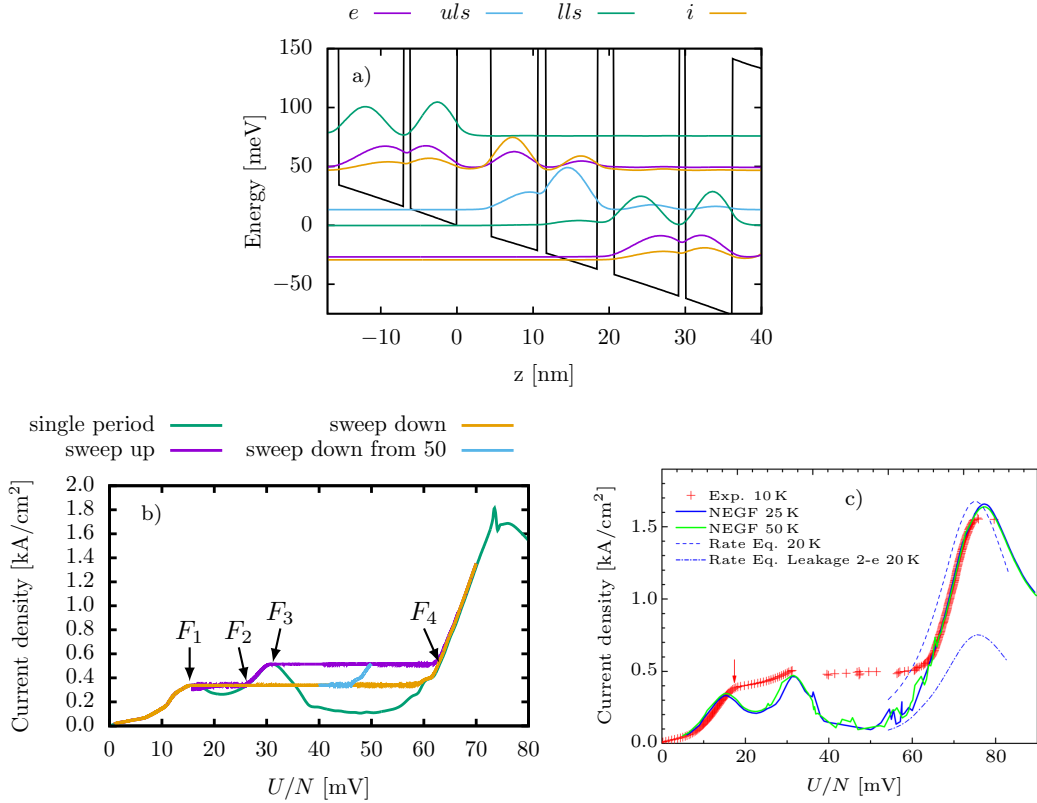 e uls lls i
a)
150
100
50
0
−50
Energy [meV]
−10 0 10 20 30 40
z [nm]
single period sweep down
sweep up sweep down from 50
b)
2.0
1.8
1.6
1.4
1.2
1.0
0.8
0.6
0.4
0.2
0.0
Current density [kA/cm²]
F₁ F₂ F₃ F₄
0 10 20 30 40 50 60 70 80
U/N [mV]
c)
Exp. 10 K
NEGF 25 K
NEGF 50 K
Rate Eq. 20 K
Rate Eq. Leakage 2-e 20 K
1.5
1.0
0.5
0.0
Current density [kA/cm²]
0 20 40 60 80
U/N [mV]